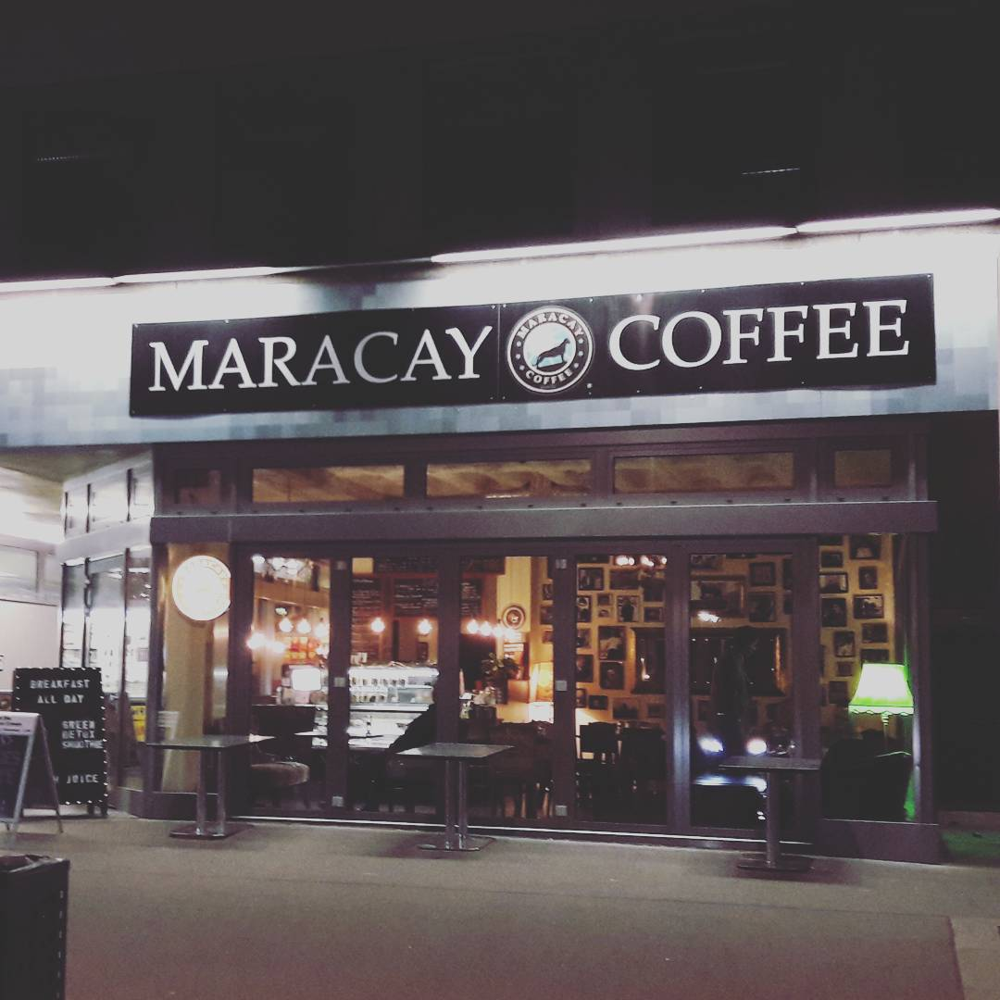 MARACAY COFFEE
MARACAY
COFFEE
BREAKFAST
ALL DAY
GREEN
DETOX
SMOOTHIE
JUICE